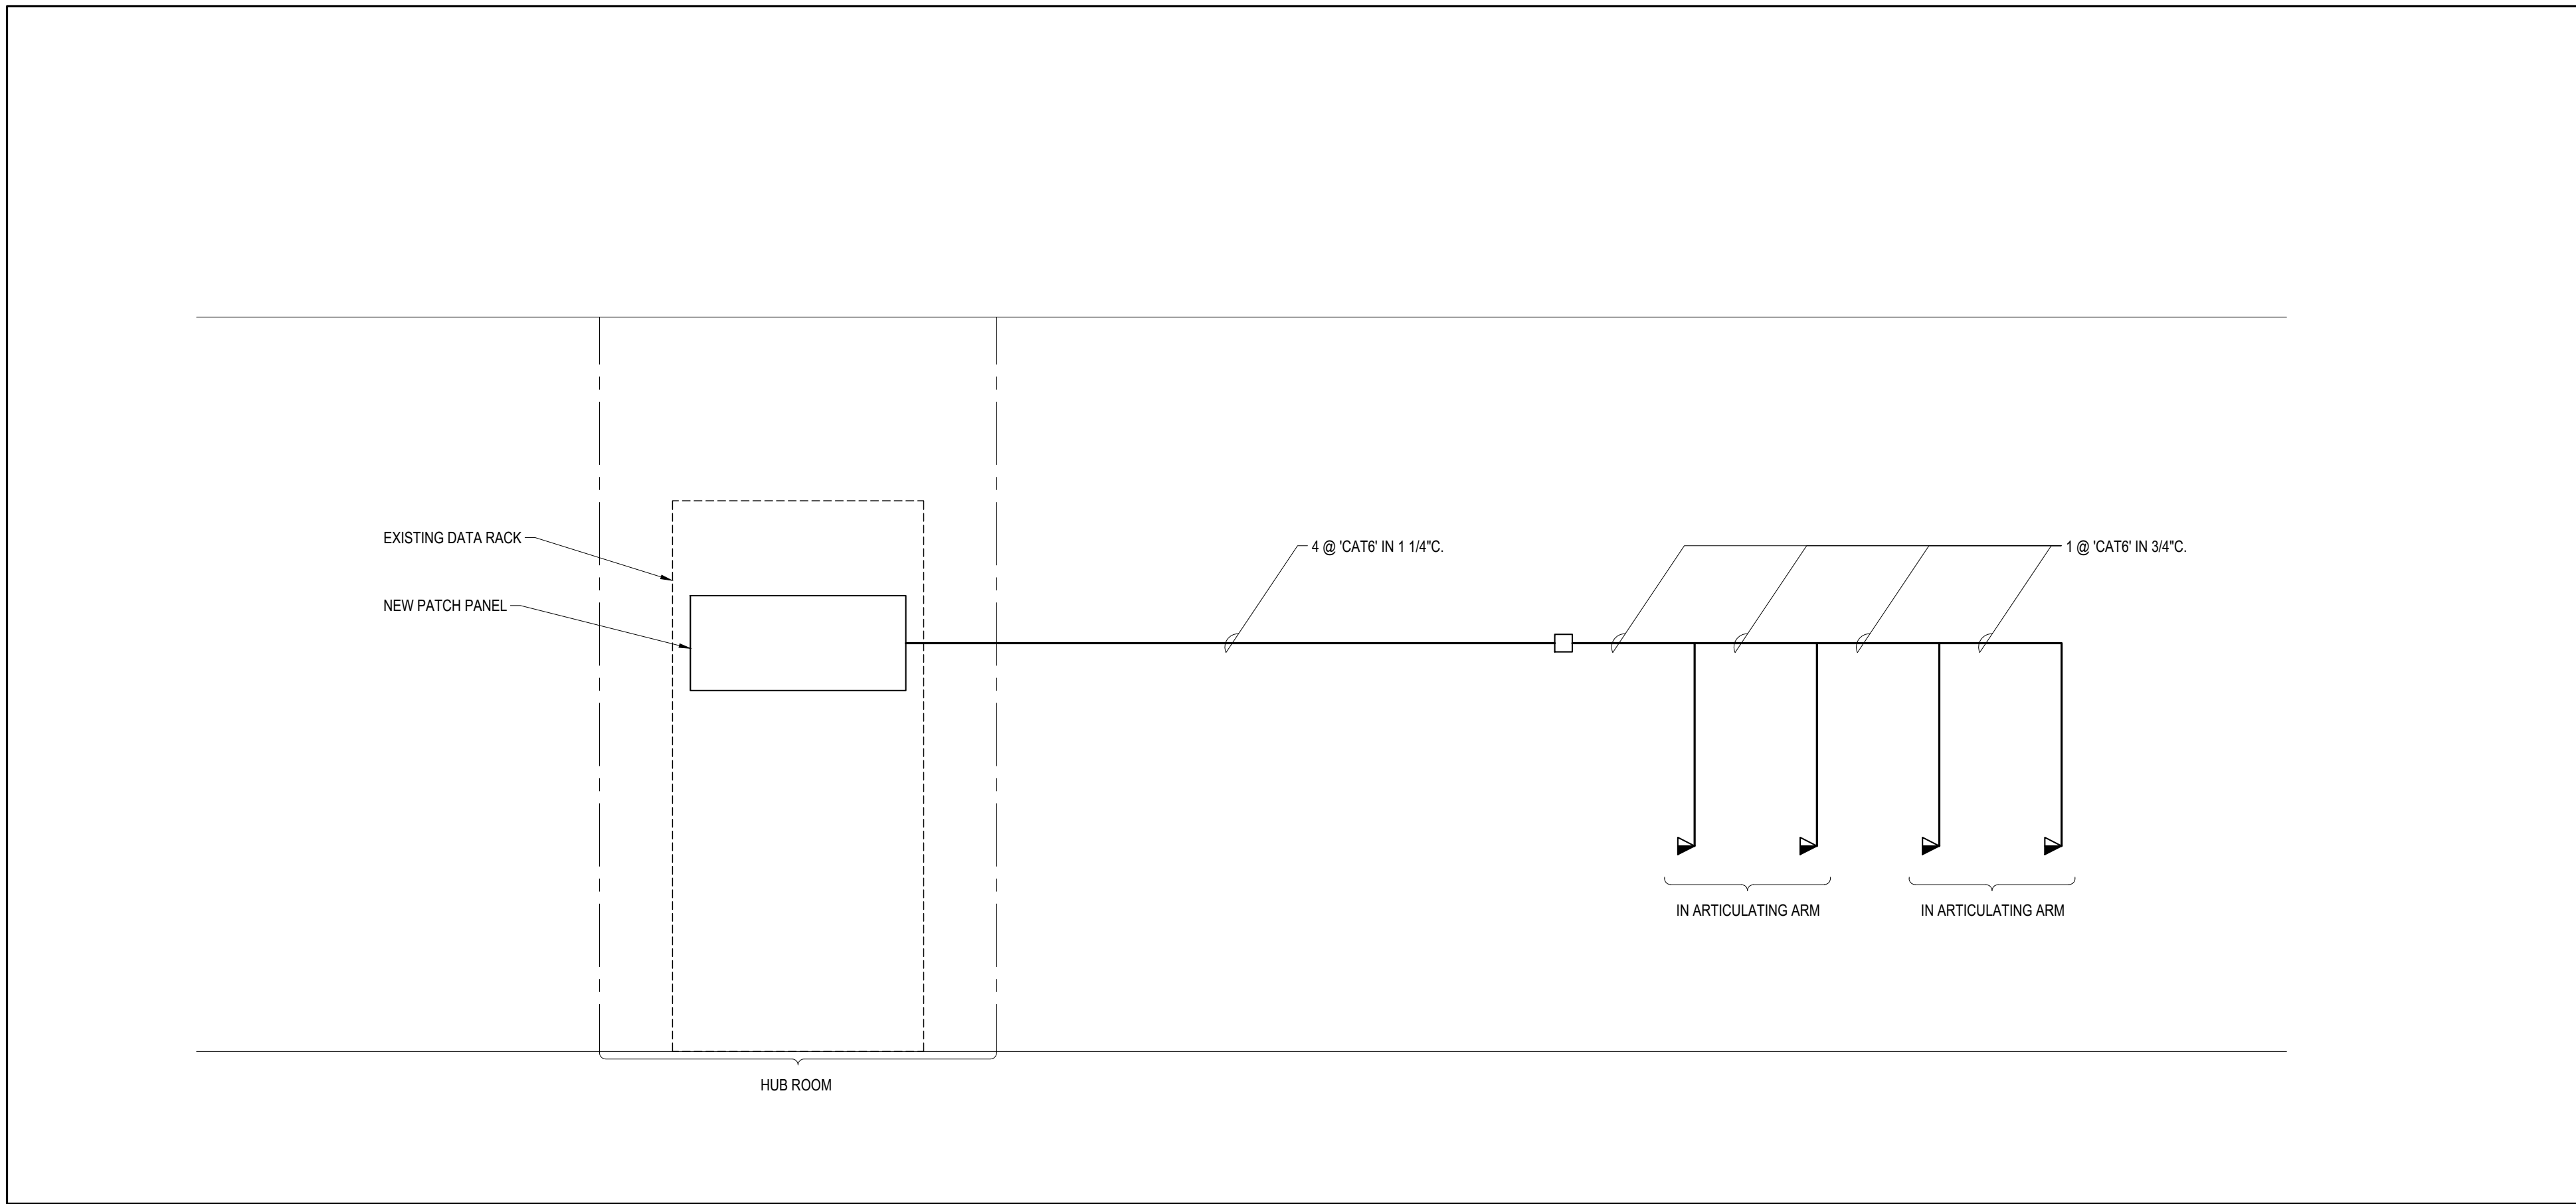 EXISTING DATA RACK
NEW PATCH PANEL
4 @ 'CAT6' IN 1 1/4"C.
1 @ 'CAT6' IN 3/4"C.
IN ARTICULATING ARM
IN ARTICULATING ARM
HUB ROOM